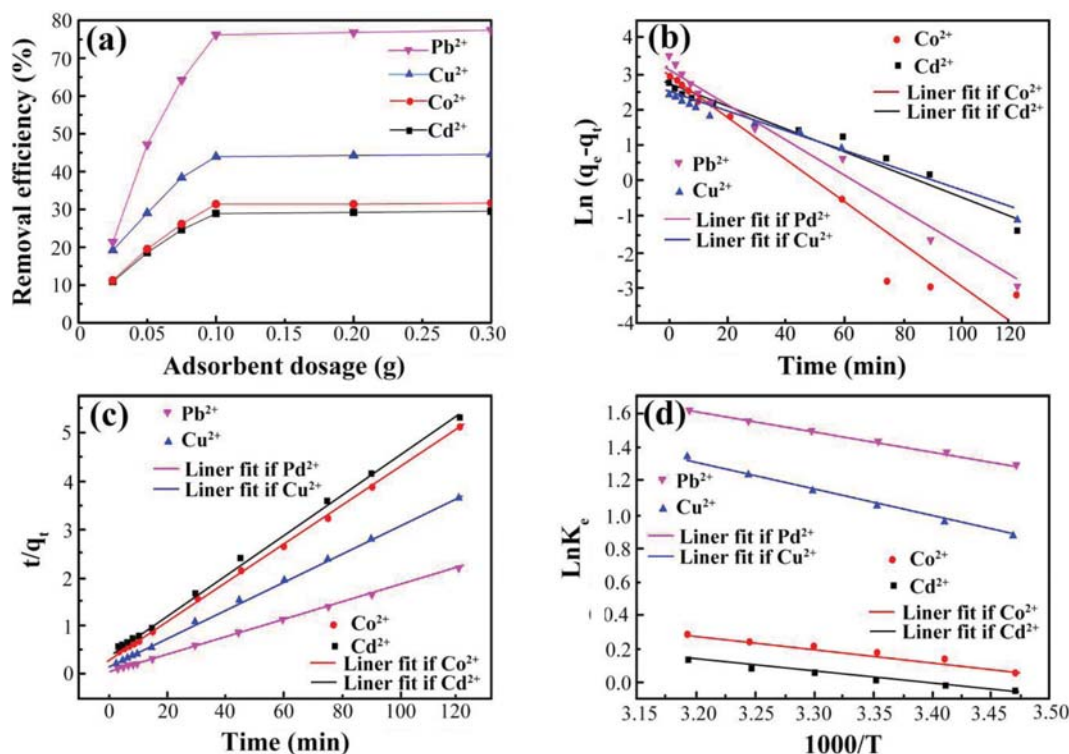 (a)
Removal efficiency (%)
80
70
60
50
40
30
20
10
0
Pb²⁺
Cu²⁺
Co²⁺
Cd²⁺
0 0.05 0.10 0.20 0.30
Adsorbent dosage (g)
(b)
Ln (qₑ-qₜ)
4
3
2
1
0
-1
-2
-3
-4
Co²⁺
Cd²⁺
Liner fit if Co²⁺
Liner fit if Cd²⁺
Pb²⁺
Cu²⁺
Liner fit if Pd²⁺
Liner fit if Cu²⁺
0 20 40 60 80 100 120
Time (min)
(c)
t/qₜ
5
4
3
2
1
0
Pb²⁺
Cu²⁺
Liner fit if Pd²⁺
Liner fit if Cu²⁺
Co²⁺
Cd²⁺
Liner fit if Co²⁺
Liner fit if Cd²⁺
0 20 40 60 80 100 120
Time (min)
(d)
LnKₑ
1.6
1.4
1.2
1.0
0.8
0.6
0.2
0.0
Pb²⁺
Cu²⁺
Liner fit if Pd²⁺
Liner fit if Cu²⁺
Co²⁺
Cd²⁺
Liner fit if Co²⁺
Liner fit if Cd²⁺
3.15 3.20 3.25 3.30 3.35 3.40 3.45 3.50
1000/T